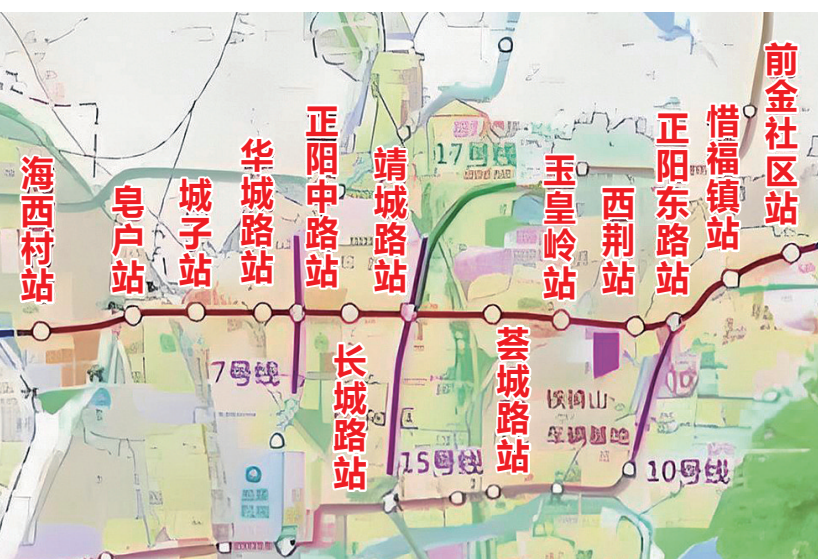 海西村站
皂户站
城子站
华城路站
正阳中路站
长城路站
靖城路站
荟城路站
玉皇岭站
西荆站
正阳东路站
惜福镇站
前金社区站
17号线
7号线
15号线
10号线